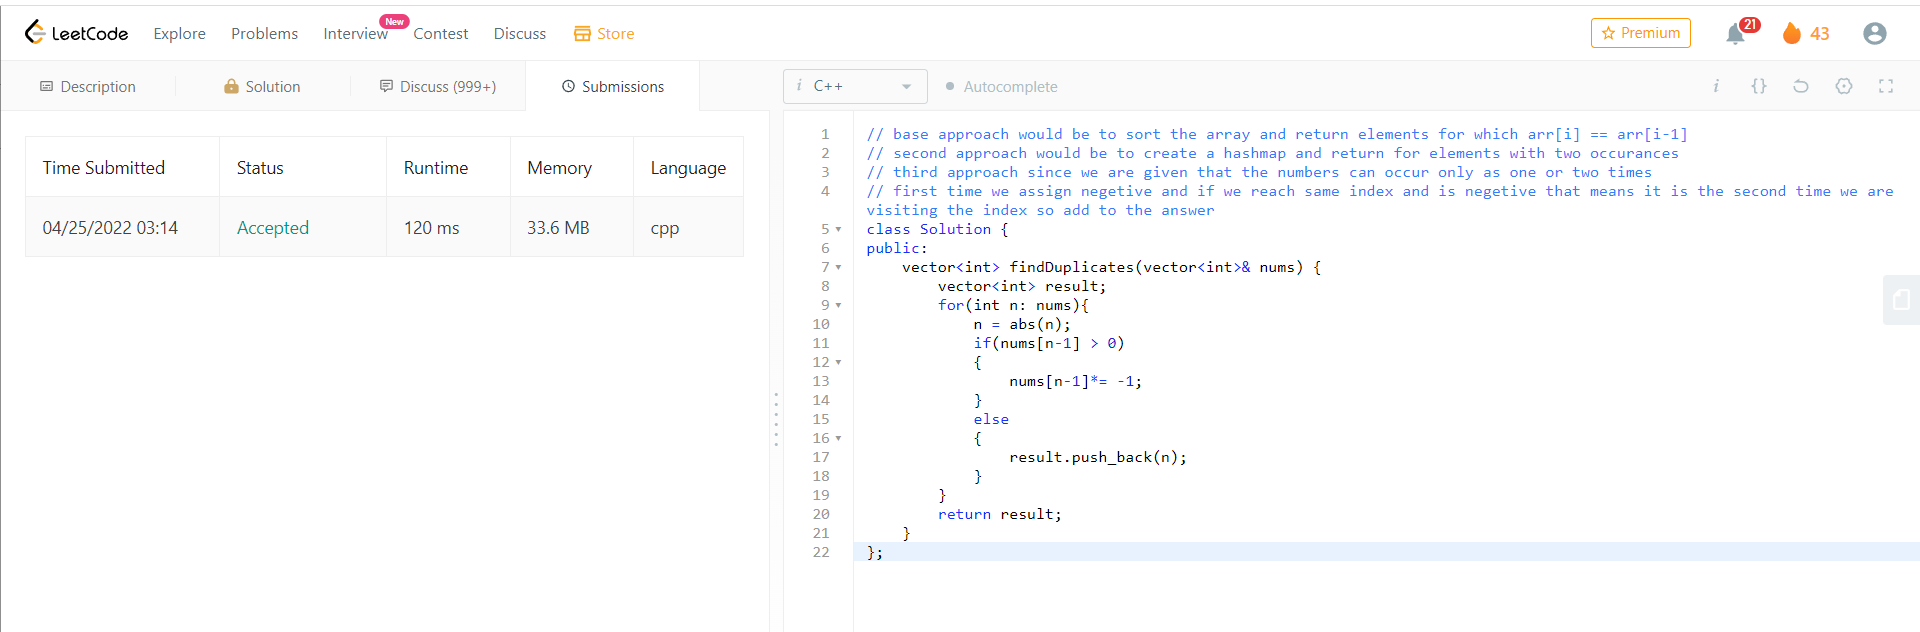 LeetCode Explore Problems Interview New Contest Discuss Store Premium 21 43
Description Solution Discuss (999+) Submissions
i C++ Autocomplete i {}
Time Submitted Status Runtime Memory Language
04/25/2022 03:14 Accepted 120 ms 33.6 MB cpp
1 // base approach would be to sort the array and return elements for which arr[i] == arr[i-1]
2 // second approach would be to create a hashmap and return for elements with two occurances
3 // third approach since we are given that the numbers can occur only as one or two times
4 // first time we assign negetive and if we reach same index and is negetive that means it is the second time we are
visiting the index so add to the answer
5 class Solution {
6 public:
7     vector<int> findDuplicates(vector<int>& nums) {
8         vector<int> result;
9         for(int n: nums){
10             n = abs(n);
11             if(nums[n-1] > 0)
12             {
13                 nums[n-1]*= -1;
14             }
15             else
16             {
17                 result.push_back(n);
18             }
19         }
20         return result;
21     }
22 };